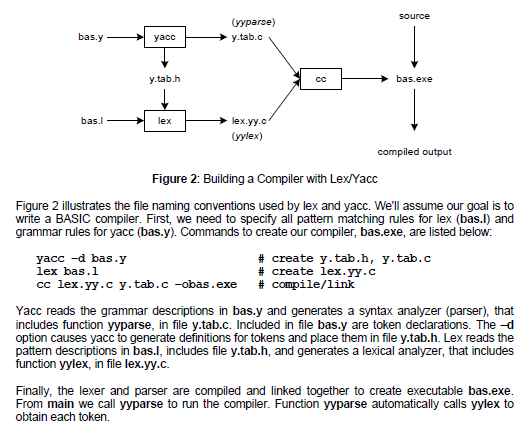 source
(yyparse)
bas.y yacc y.tab.c
y.tab.h cc bas.exe
bas.l lex lex.yy.c
(yylex)
compiled output
Figure 2: Building a Compiler with Lex/Yacc
Figure 2 illustrates the file naming conventions used by lex and yacc. We'll assume our goal is to
write a BASIC compiler. First, we need to specify all pattern matching rules for lex (bas.l) and
grammar rules for yacc (bas.y). Commands to create our compiler, bas.exe, are listed below:
yacc –d bas.y # create y.tab.h, y.tab.c
lex bas.l # create lex.yy.c
cc lex.yy.c y.tab.c –obas.exe # compile/link
Yacc reads the grammar descriptions in bas.y and generates a syntax analyzer (parser), that
includes function yyparse, in file y.tab.c. Included in file bas.y are token declarations. The –d
option causes yacc to generate definitions for tokens and place them in file y.tab.h. Lex reads the
pattern descriptions in bas.l, includes file y.tab.h, and generates a lexical analyzer, that includes
function yylex, in file lex.yy.c.
Finally, the lexer and parser are compiled and linked together to create executable bas.exe.
From main we call yyparse to run the compiler. Function yyparse automatically calls yylex to
obtain each token.